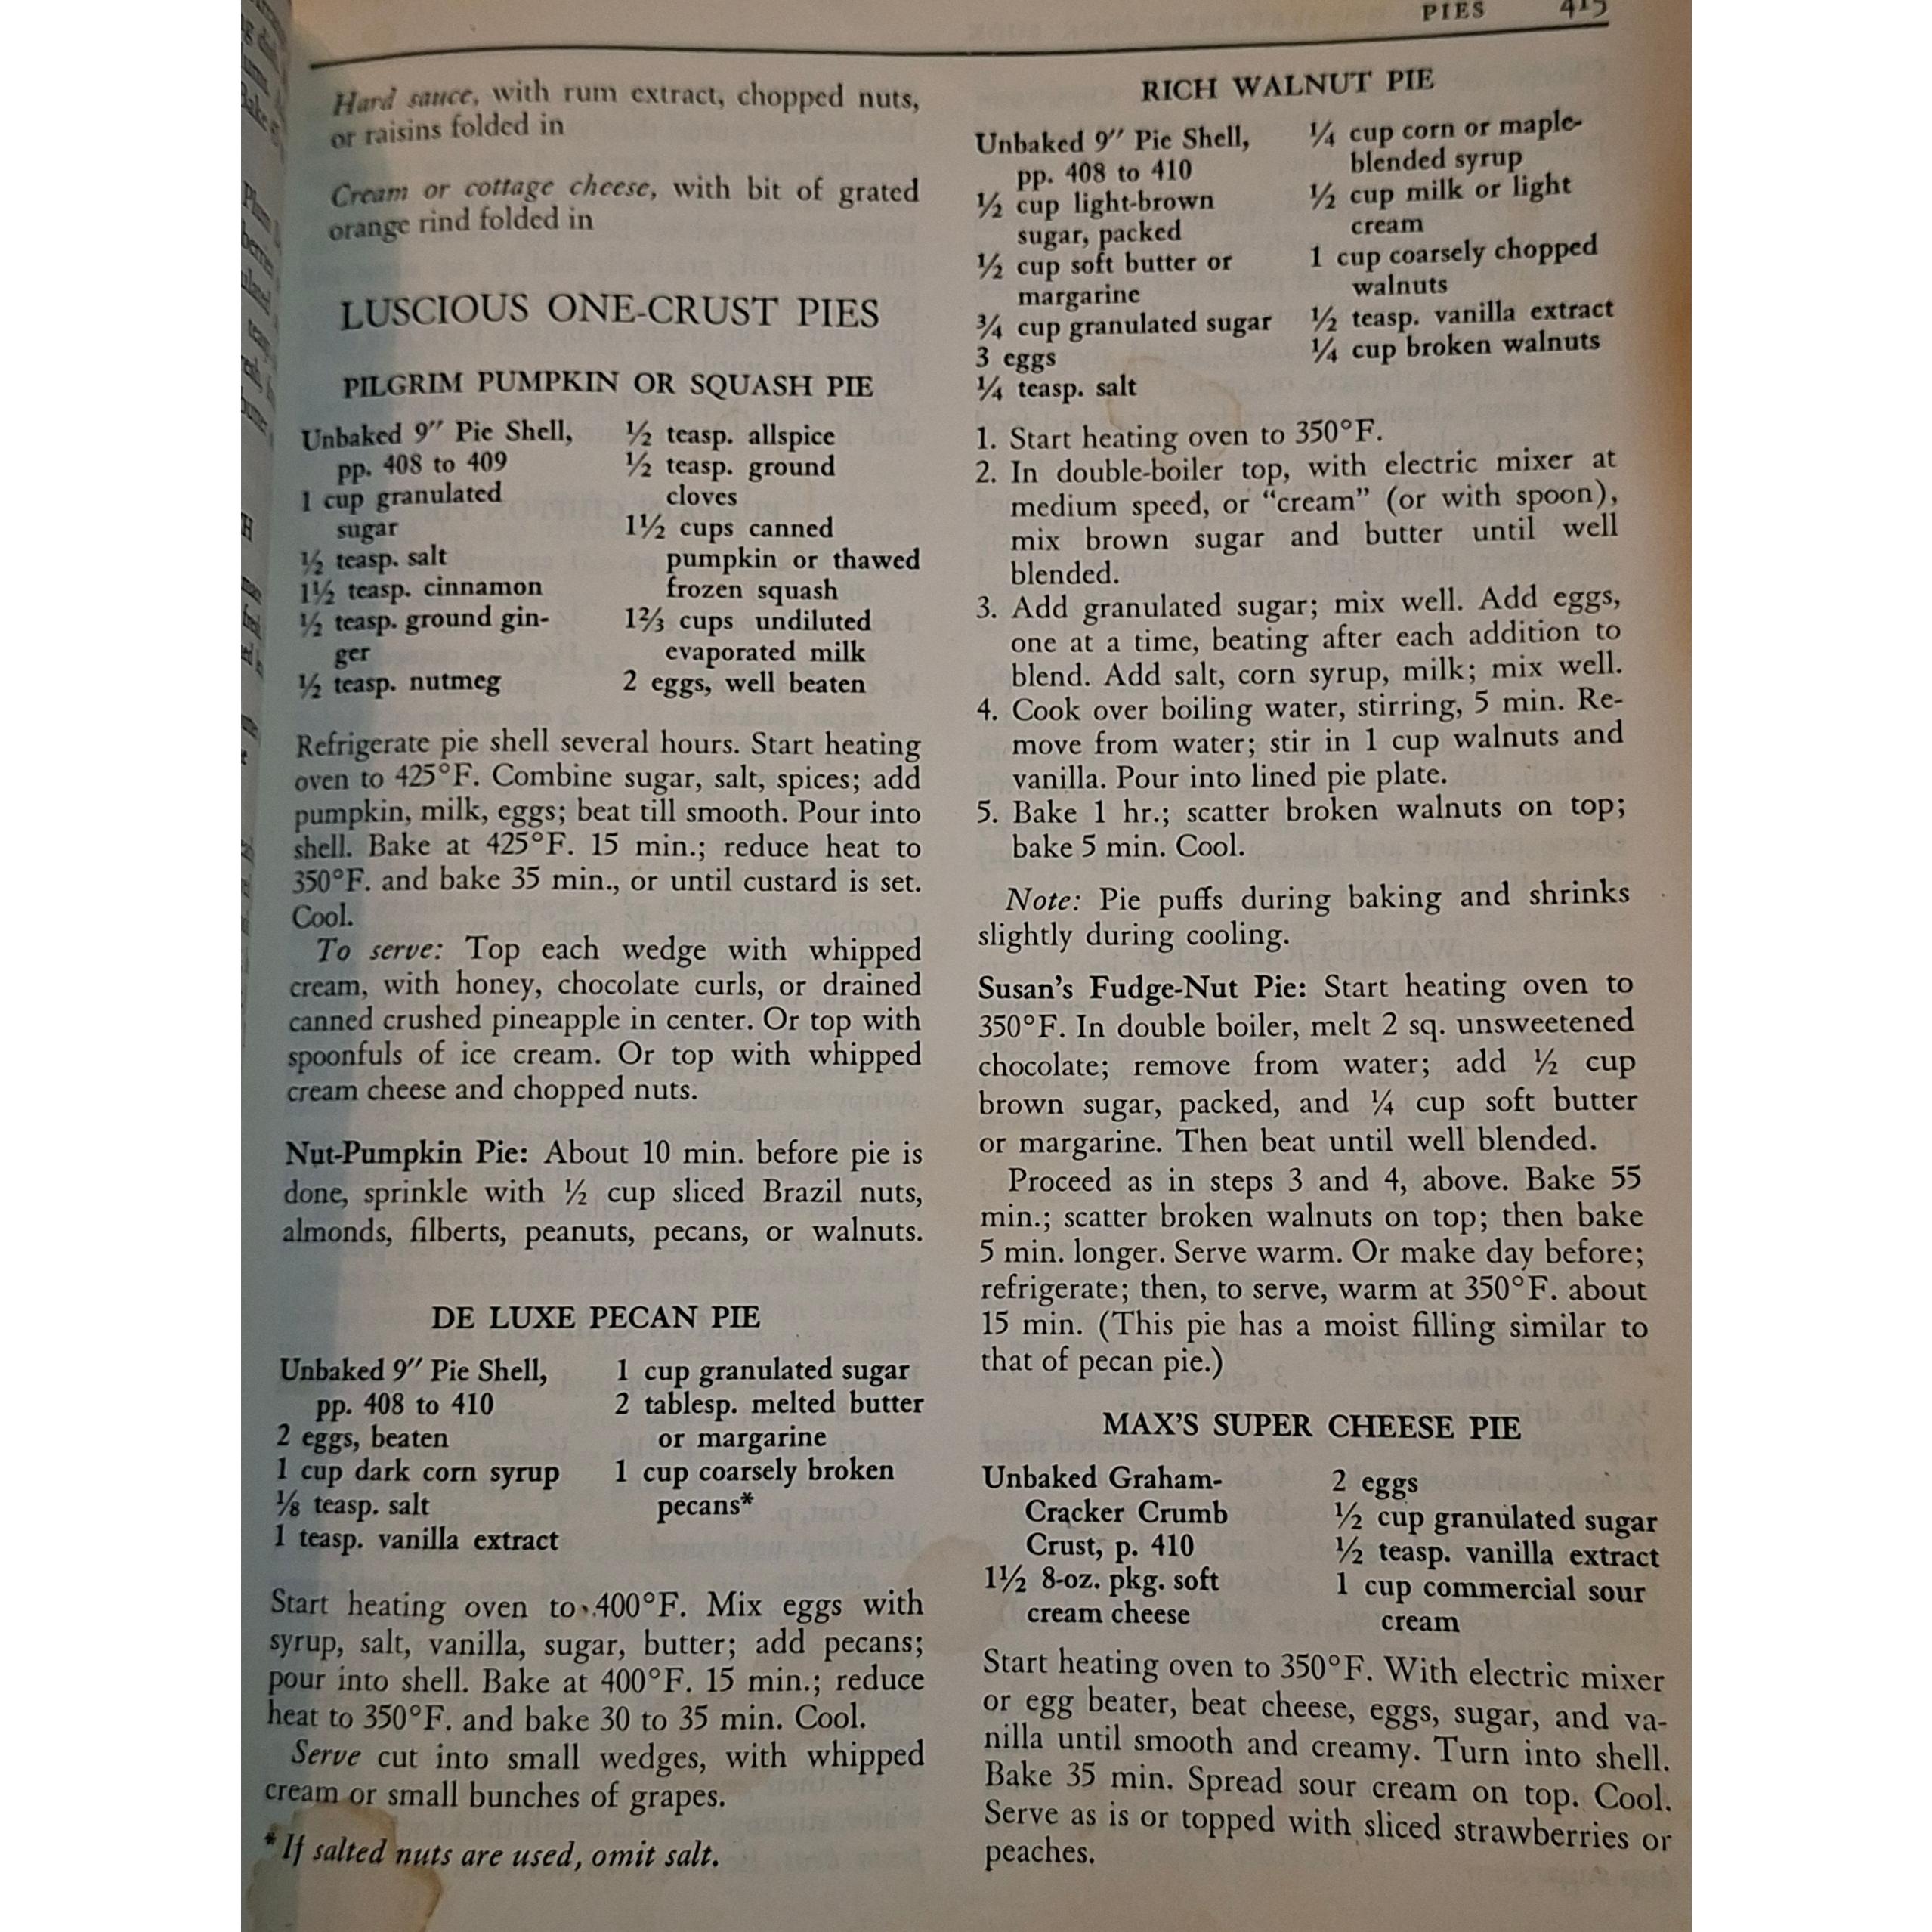 PIES 415
Hard sauce, with rum extract, chopped nuts,
or raisins folded in
Cream or cottage cheese, with bit of grated
orange rind folded in
LUSCIOUS ONE-CRUST PIES
PILGRIM PUMPKIN OR SQUASH PIE
Unbaked 9″ Pie Shell,
pp. 408 to 409
1 cup granulated
sugar
½ teasp. salt
1½ teasp. cinnamon
½ teasp. ground gin-
ger
½ teasp. nutmeg
½ teasp. allspice
½ teasp. ground
cloves
1½ cups canned
pumpkin or thawed
frozen squash
1⅔ cups undiluted
evaporated milk
2 eggs, well beaten
Refrigerate pie shell several hours. Start heating
oven to 425°F. Combine sugar, salt, spices; add
pumpkin, milk, eggs; beat till smooth. Pour into
shell. Bake at 425°F. 15 min.; reduce heat to
350°F. and bake 35 min., or until custard is set.
Cool.
To serve: Top each wedge with whipped
cream, with honey, chocolate curls, or drained
canned crushed pineapple in center. Or top with
spoonfuls of ice cream. Or top with whipped
cream cheese and chopped nuts.
Nut-Pumpkin Pie: About 10 min. before pie is
done, sprinkle with ½ cup sliced Brazil nuts,
almonds, filberts, peanuts, pecans, or walnuts.
DE LUXE PECAN PIE
Unbaked 9″ Pie Shell,
pp. 408 to 410
2 eggs, beaten
1 cup dark corn syrup
⅛ teasp. salt
1 teasp. vanilla extract
1 cup granulated sugar
2 tablesp. melted butter
or margarine
1 cup coarsely broken
pecans*
Start heating oven to 400°F. Mix eggs with
syrup, salt, vanilla, sugar, butter; add pecans;
pour into shell. Bake at 400°F. 15 min.; reduce
heat to 350°F. and bake 30 to 35 min. Cool.
Serve cut into small wedges, with whipped
cream or small bunches of grapes.
*If salted nuts are used, omit salt.
RICH WALNUT PIE
Unbaked 9″ Pie Shell,
pp. 408 to 410
½ cup light-brown
sugar, packed
½ cup soft butter or
margarine
¾ cup granulated sugar
3 eggs
¼ teasp. salt
¼ cup corn or maple-
blended syrup
½ cup milk or light
cream
1 cup coarsely chopped
walnuts
½ teasp. vanilla extract
¼ cup broken walnuts
1. Start heating oven to 350°F.
2. In double-boiler top, with electric mixer at
medium speed, or “cream” (or with spoon),
mix brown sugar and butter until well
blended.
3. Add granulated sugar; mix well. Add eggs,
one at a time, beating after each addition to
blend. Add salt, corn syrup, milk; mix well.
4. Cook over boiling water, stirring, 5 min. Re-
move from water; stir in 1 cup walnuts and
vanilla. Pour into lined pie plate.
5. Bake 1 hr.; scatter broken walnuts on top;
bake 5 min. Cool.
Note: Pie puffs during baking and shrinks
slightly during cooling.
Susan’s Fudge-Nut Pie: Start heating oven to
350°F. In double boiler, melt 2 sq. unsweetened
chocolate; remove from water; add ½ cup
brown sugar, packed, and ¼ cup soft butter
or margarine. Then beat until well blended.
Proceed as in steps 3 and 4, above. Bake 55
min.; scatter broken walnuts on top; then bake
5 min. longer. Serve warm. Or make day before;
refrigerate; then, to serve, warm at 350°F. about
15 min. (This pie has a moist filling similar to
that of pecan pie.)
MAX’S SUPER CHEESE PIE
Unbaked Graham-
Cracker Crumb
Crust, p. 410
1½ 8-oz. pkg. soft
cream cheese
2 eggs
½ cup granulated sugar
½ teasp. vanilla extract
1 cup commercial sour
cream
Start heating oven to 350°F. With electric mixer
or egg beater, beat cheese, eggs, sugar, and va-
nilla until smooth and creamy. Turn into shell.
Bake 35 min. Spread sour cream on top. Cool.
Serve as is or topped with sliced strawberries or
peaches.